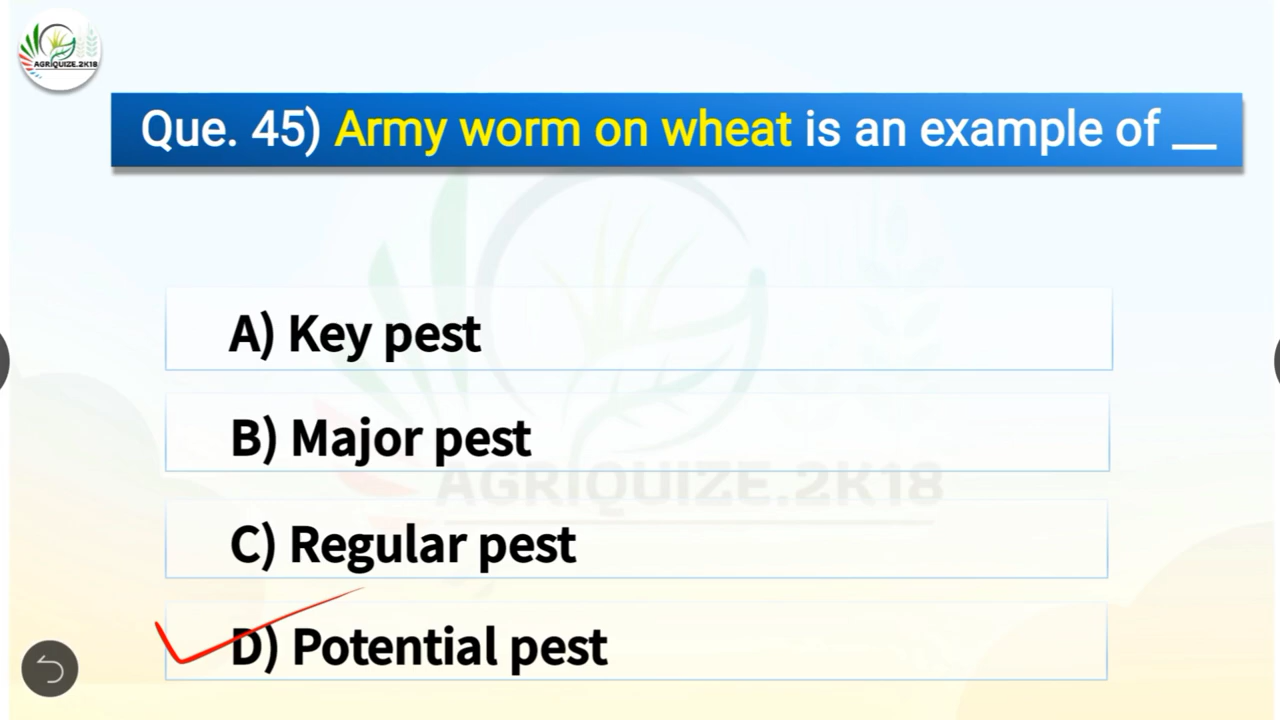 AGRIQUIZE.2K18
Que. 45) Army worm on wheat is an example of __
A) Key pest
B) Major pest
AGRIQUIZE.2K18
C) Regular pest
D) Potential pest